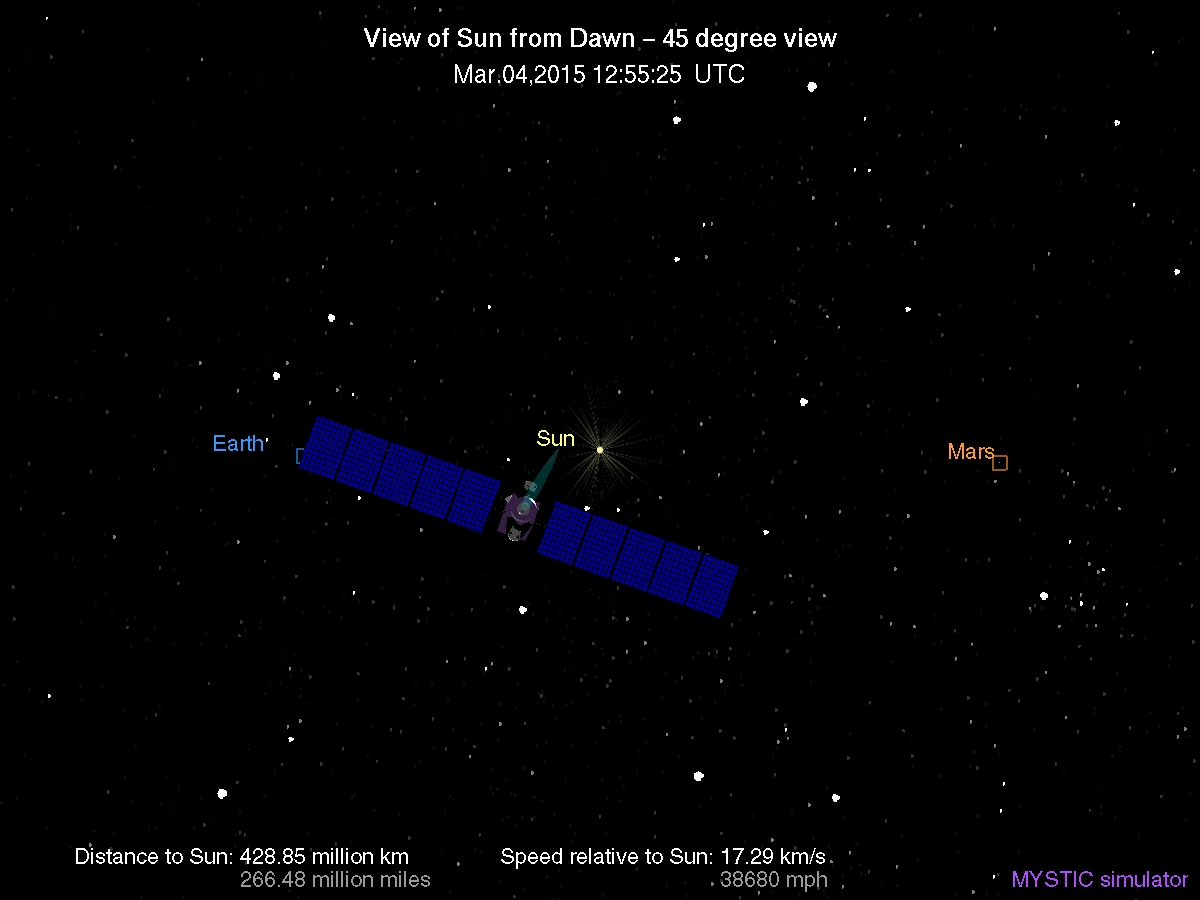 View of Sun from Dawn – 45 degree view
Mar.04,2015 12:55:25 UTC
Earth
Sun
Mars
Distance to Sun: 428.85 million km
266.48 million miles
Speed relative to Sun: 17.29 km/s
38680 mph
MYSTIC simulator